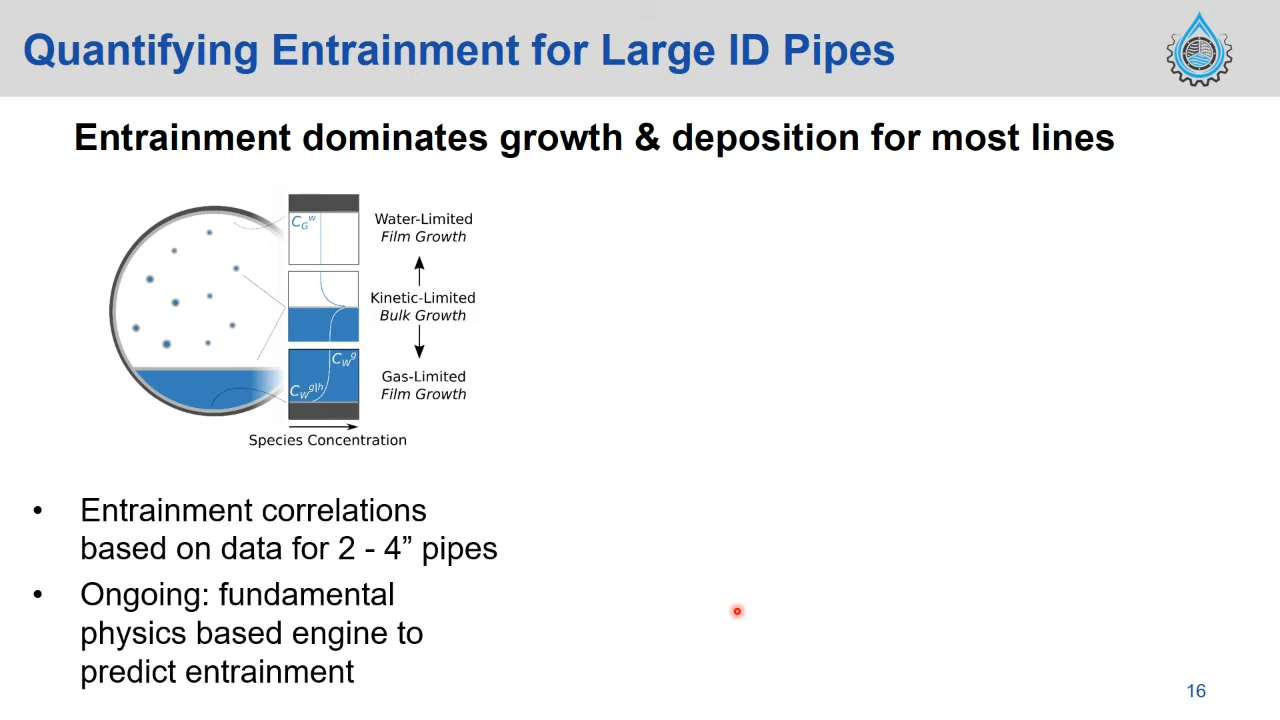 Quantifying Entrainment for Large ID Pipes
Entrainment dominates growth & deposition for most lines
C_G^w
Water-Limited
Film Growth
Kinetic-Limited
Bulk Growth
C_W^g
C_W^g|h
Gas-Limited
Film Growth
Species Concentration
• Entrainment correlations
based on data for 2 - 4” pipes
• Ongoing: fundamental
physics based engine to
predict entrainment
16